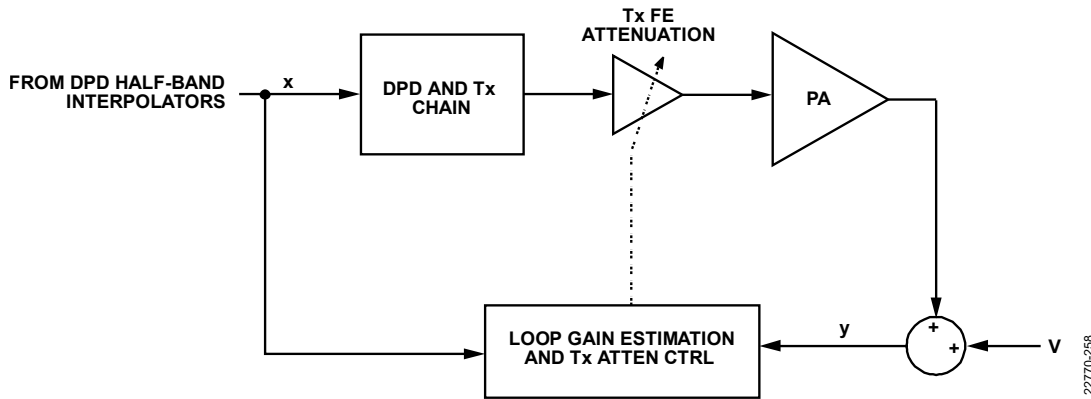 Tx FE
ATTENUATION
FROM DPD HALF-BAND
INTERPOLATORS
x
DPD AND Tx
CHAIN
PA
LOOP GAIN ESTIMATION
AND Tx ATTEN CTRL
y
+
+
V
22770-258